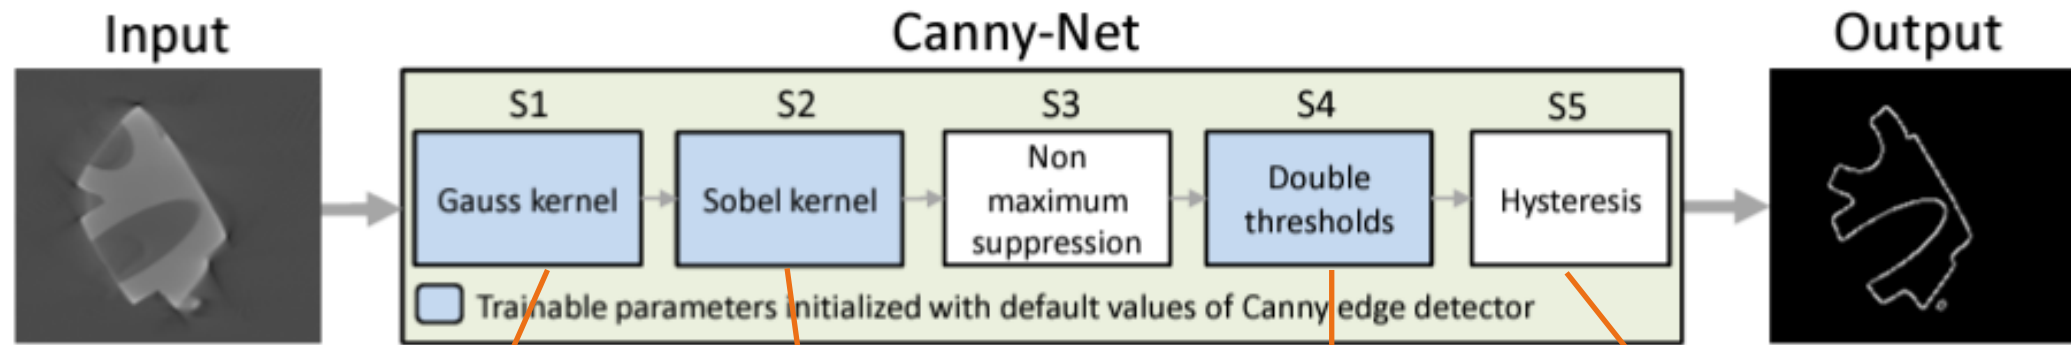 Input
Canny-Net
Output
S1
S2
S3
S4
S5
Gauss kernel
Sobel kernel
Non
maximum
suppression
Double
thresholds
Hysteresis
Trainable parameters initialized with default values of Canny edge detector